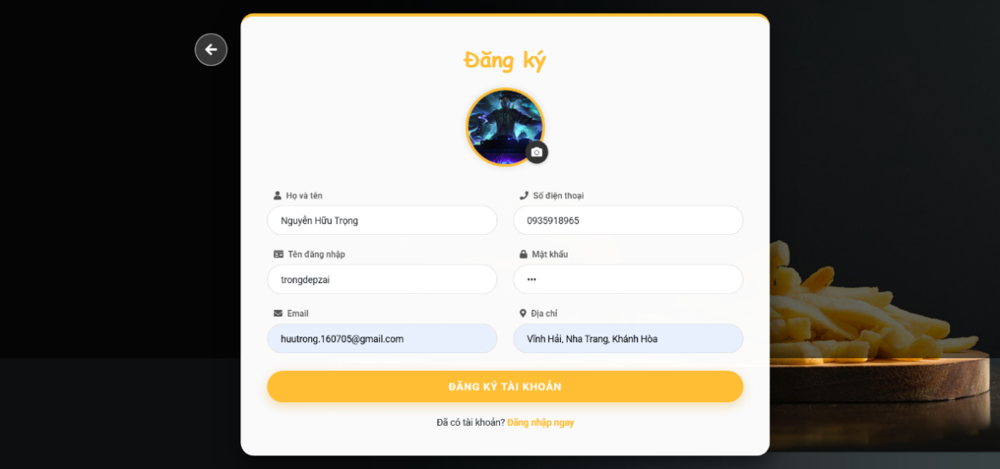 Đăng ký
Họ và tên
Số điện thoại
Nguyễn Hữu Trọng
0935918965
Tên đăng nhập
Mật khẩu
trongdepzai
•••
Email
Địa chỉ
huutrong.160705@gmail.com
Vĩnh Hải, Nha Trang, Khánh Hòa
ĐĂNG KÝ TÀI KHOẢN
Đã có tài khoản? Đăng nhập ngay